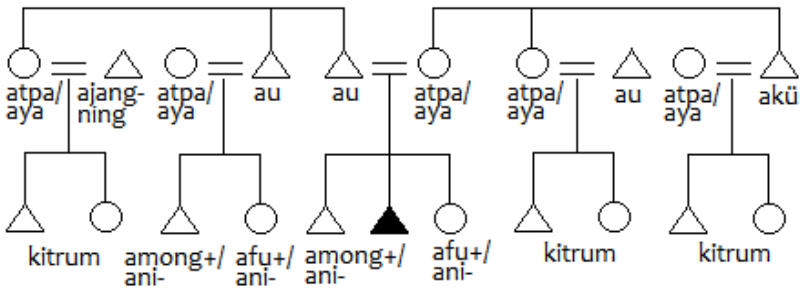 atpa/ aya
ajang- ning
atpa/ aya
au
au
atpa/ aya
atpa/ aya
au
atpa/ aya
akü
kitrum
among+/ ani-
afu+/ ani-
among+/ ani-
afu+/ ani-
kitrum
kitrum